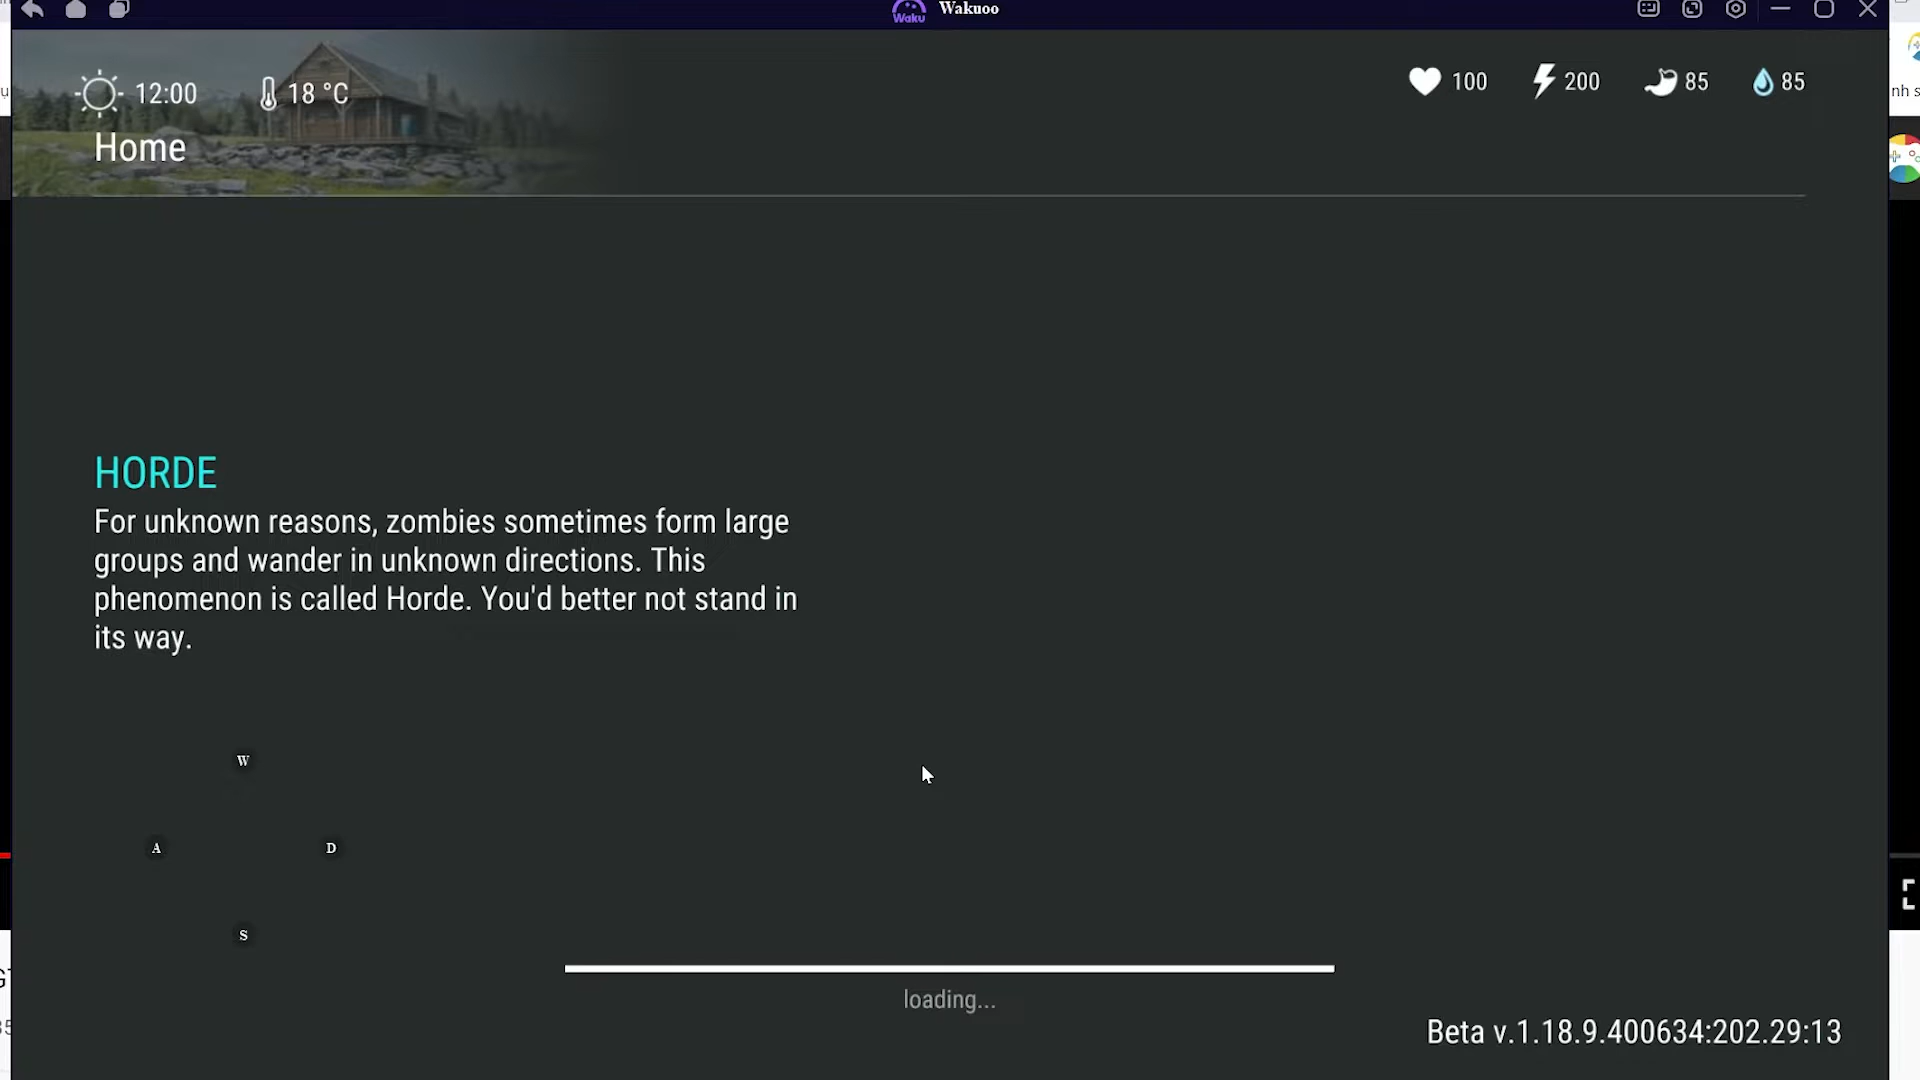 Waku Wakuoo
12:00 18 °C
100 200 85 85
nh s
Home
HORDE
For unknown reasons, zombies sometimes form large
groups and wander in unknown directions. This
phenomenon is called Horde. You'd better not stand in
its way.
W
A D
S
loading...
Beta v.1.18.9.400634:202.29:13